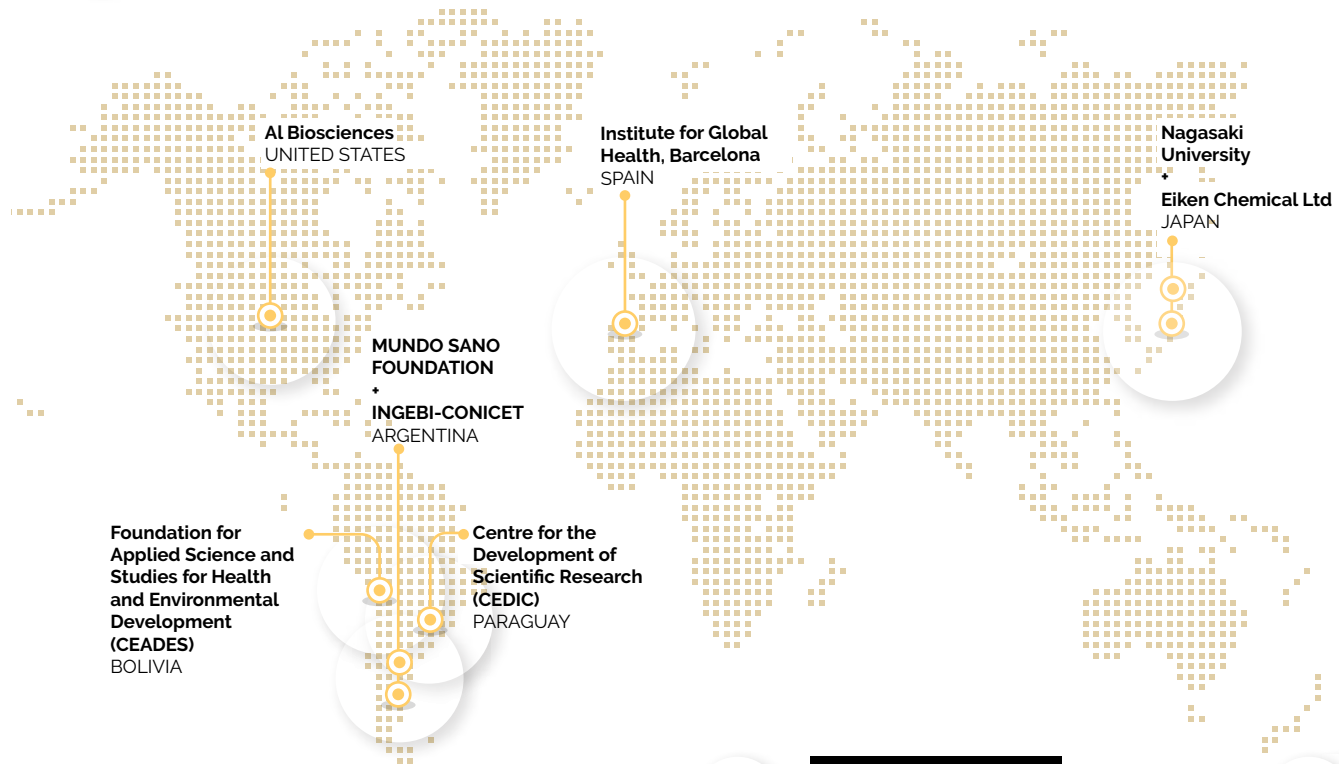 Al Biosciences
UNITED STATES
Institute for Global
Health, Barcelona
SPAIN
Nagasaki
University
+
Eiken Chemical Ltd
JAPAN
MUNDO SANO
FOUNDATION
+
INGEBI-CONICET
ARGENTINA
Foundation for
Applied Science and
Studies for Health
and Environmental
Development
(CEADES)
BOLIVIA
Centre for the
Development of
Scientific Research
(CEDIC)
PARAGUAY